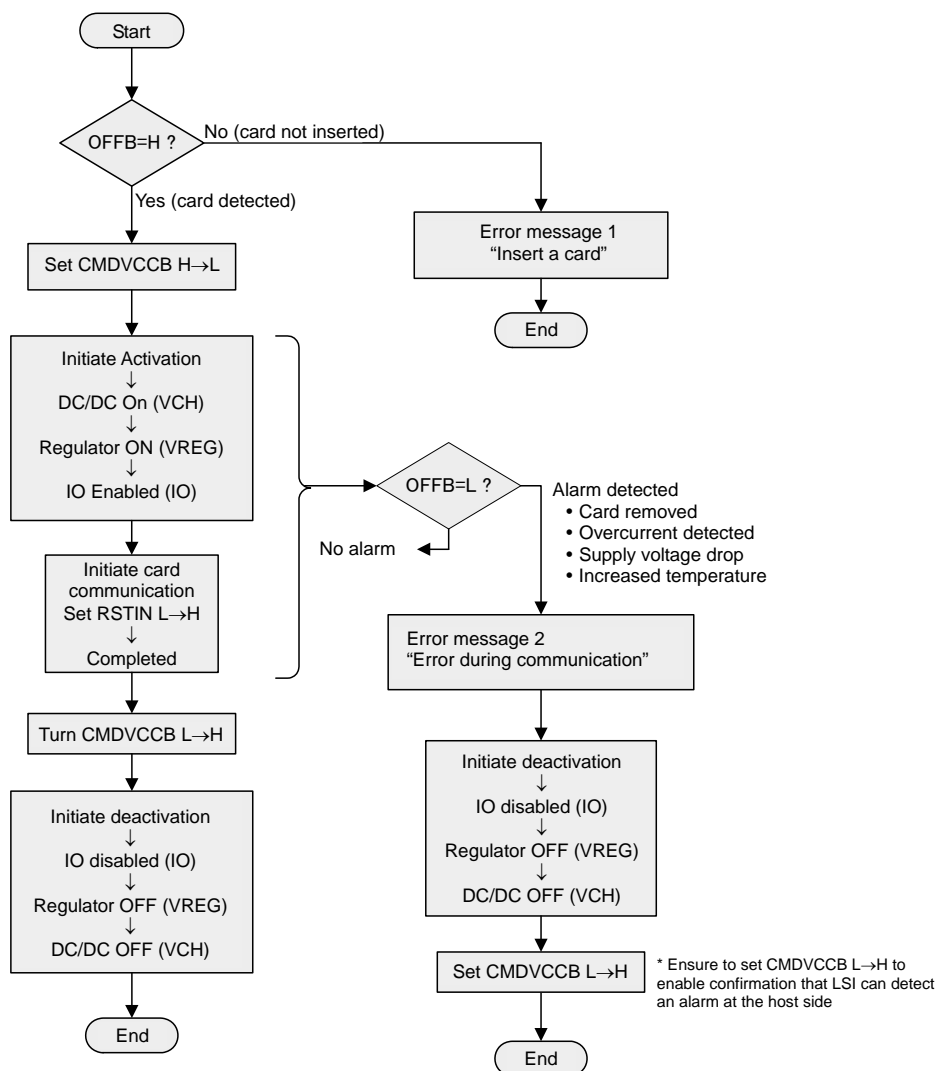 Start
OFFB=H ?
No (card not inserted)
Yes (card detected)
Error message 1
“Insert a card”
End
Set CMDVCCB H→L
Initiate Activation
↓
DC/DC On (VCH)
↓
Regulator ON (VREG)
↓
IO Enabled (IO)
Initiate card
communication
Set RSTIN L→H
↓
Completed
OFFB=L ?
No alarm
Alarm detected
• Card removed
• Overcurrent detected
• Supply voltage drop
• Increased temperature
Error message 2
“Error during communication”
Turn CMDVCCB L→H
Initiate deactivation
↓
IO disabled (IO)
↓
Regulator OFF (VREG)
↓
DC/DC OFF (VCH)
End
Initiate deactivation
↓
IO disabled (IO)
↓
Regulator OFF (VREG)
↓
DC/DC OFF (VCH)
Set CMDVCCB L→H
* Ensure to set CMDVCCB L→H to
enable confirmation that LSI can detect
an alarm at the host side
End